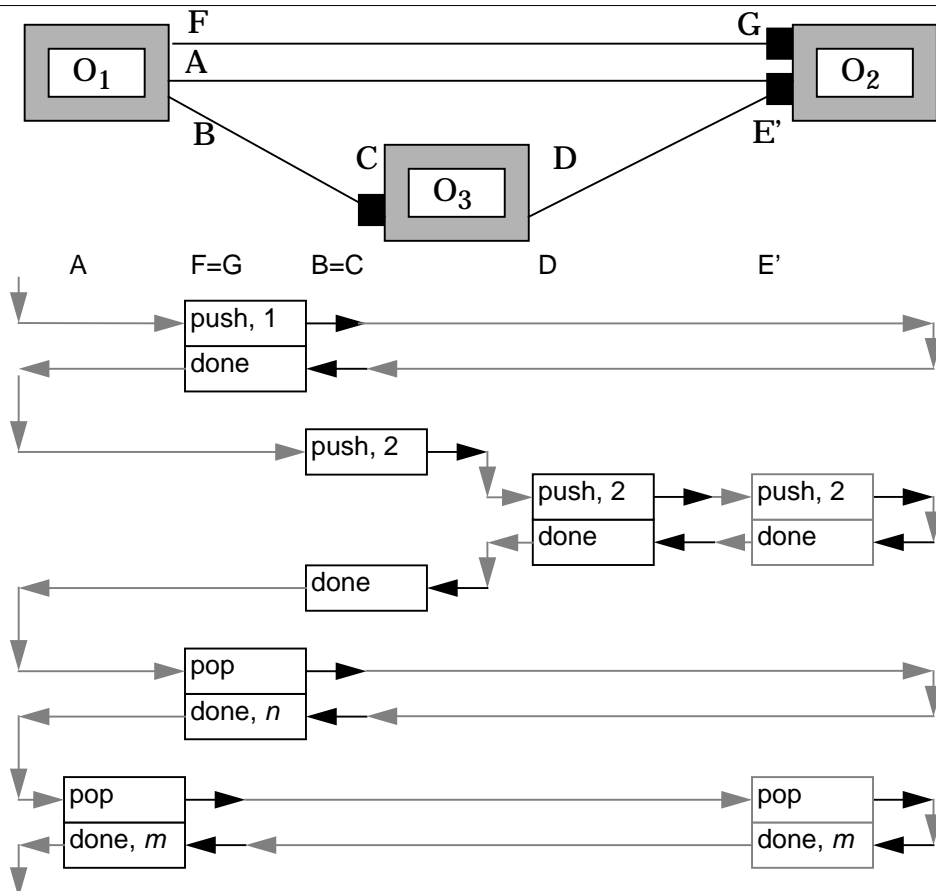 F
G
O1
A
O2
B
E'
C
D
O3
A
F=G
B=C
D
E'
push, 1
done
push, 2
push, 2
push, 2
done
done
done
pop
done, n
pop
pop
done, m
done, m